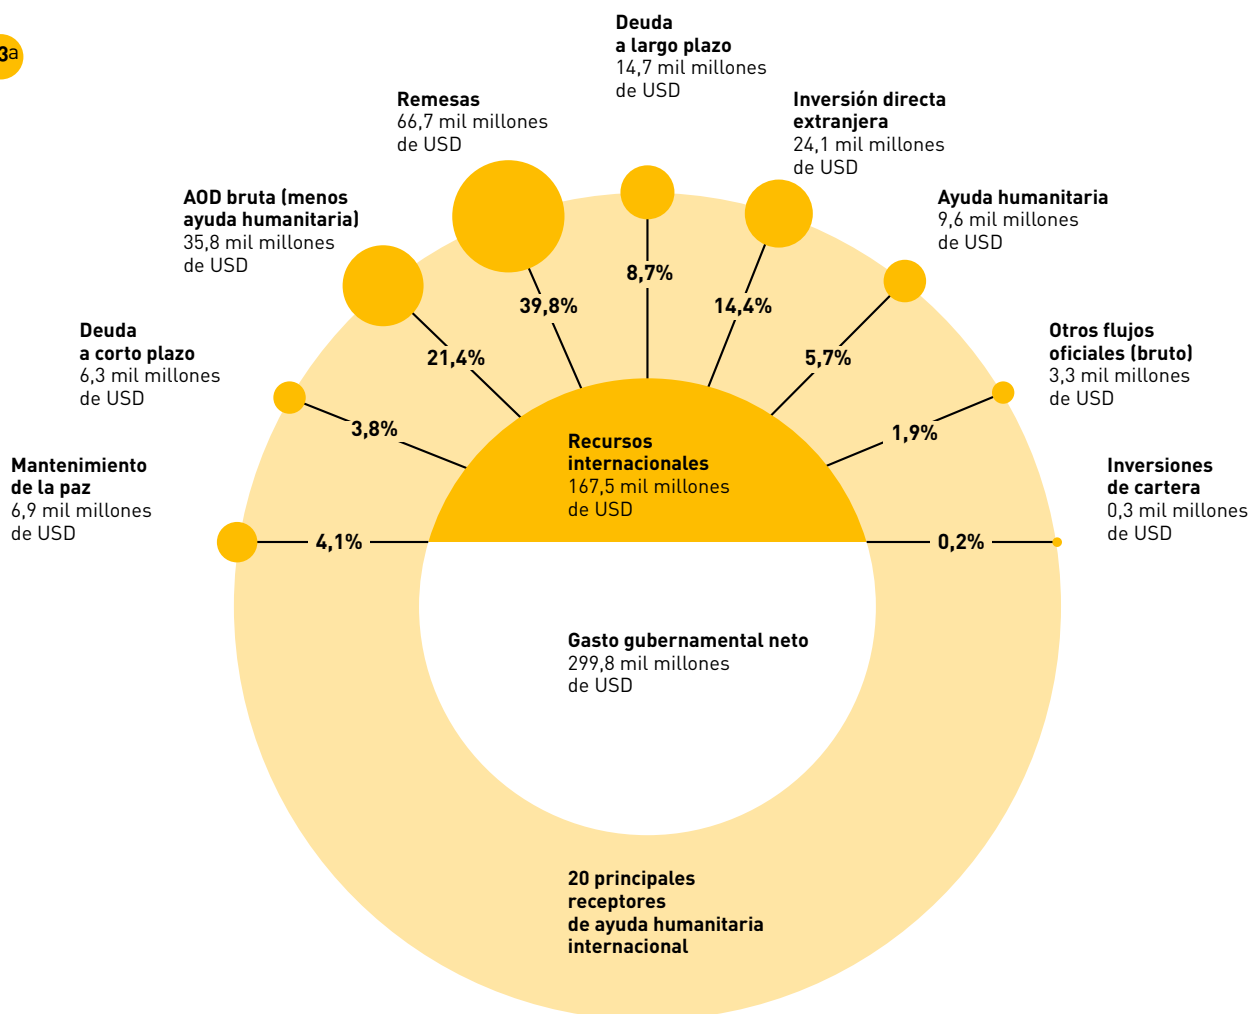 3a
Deuda
a largo plazo
14,7 mil millones
de USD
Remesas
66,7 mil millones
de USD
Inversión directa
extranjera
24,1 mil millones
de USD
AOD bruta (menos
ayuda humanitaria)
35,8 mil millones
de USD
Ayuda humanitaria
9,6 mil millones
de USD
8,7%
39,8%
14,4%
Deuda
a corto plazo
6,3 mil millones
de USD
21,4%
5,7%
Otros flujos
oficiales (bruto)
3,3 mil millones
de USD
3,8%
1,9%
Mantenimiento
de la paz
6,9 mil millones
de USD
Recursos
internacionales
167,5 mil millones
de USD
Inversiones
de cartera
0,3 mil millones
de USD
4,1%
0,2%
Gasto gubernamental neto
299,8 mil millones
de USD
20 principales
receptores
de ayuda humanitaria
internacional